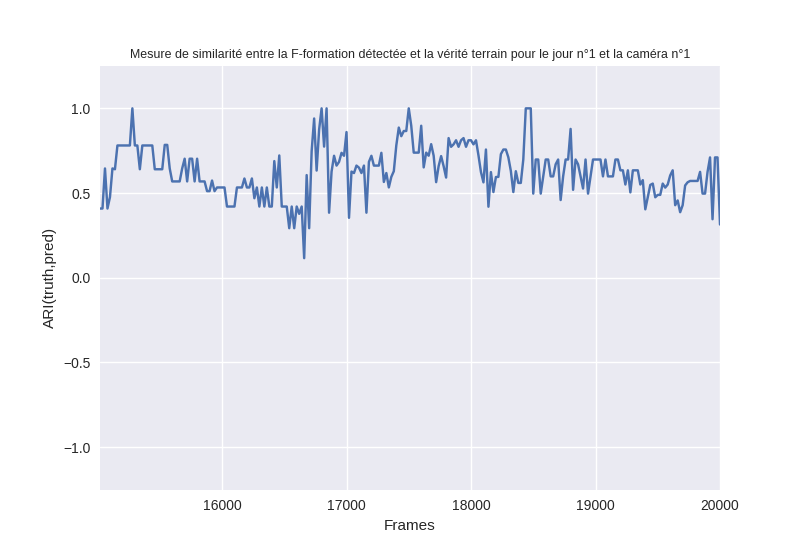 Mesure de similarité entre la F-formation détectée et la vérité terrain pour le jour n°1 et la caméra n°1
1.0
0.5
0.0
−0.5
−1.0
ARI(truth,pred)
16000 17000 18000 19000 20000
Frames